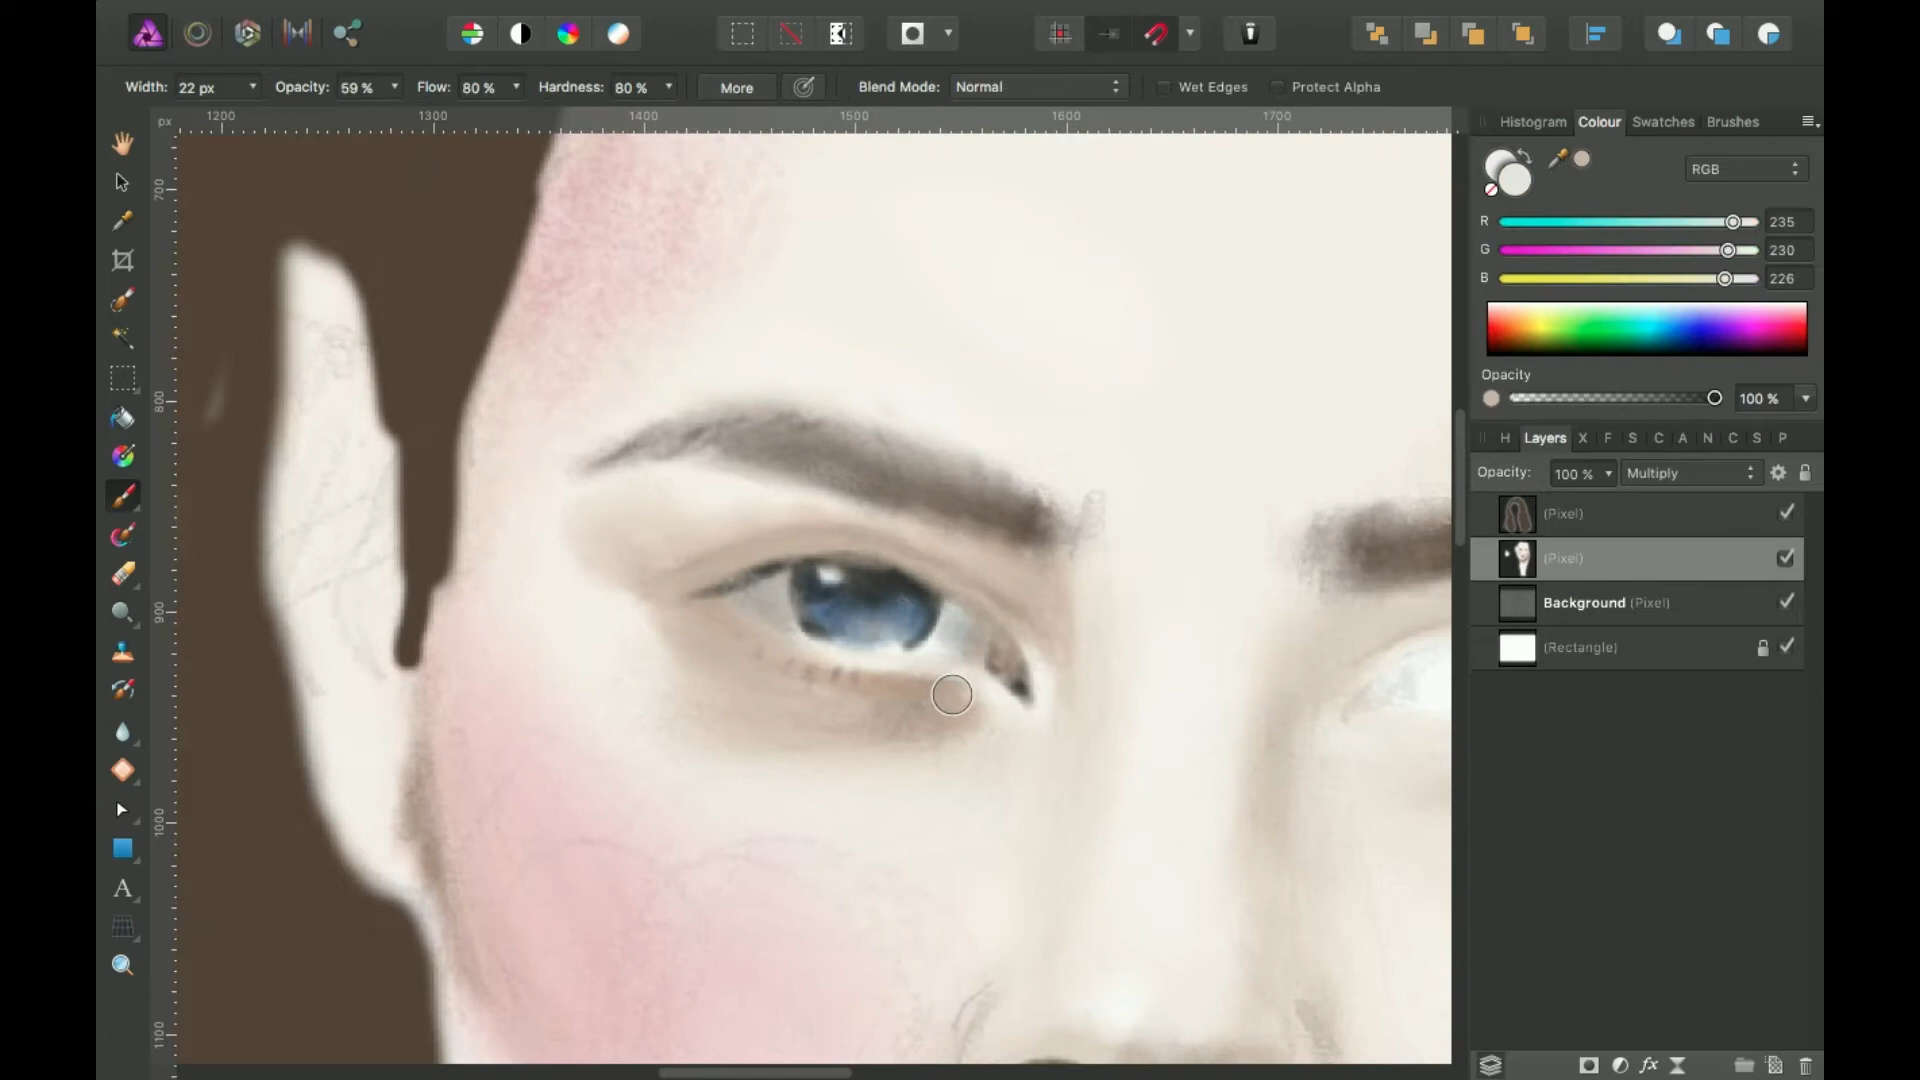 Width: 22 px Opacity: 59 % Flow: 80 % Hardness: 80 % More Blend Mode: Normal Wet Edges Protect Alpha
px 1200 1300 1400 1500 1600 1700
700
800
900
1000
1100
Histogram Colour Swatches Brushes
RGB
R 235
G 230
B 226
Opacity
100 %
H Layers X F S C A N C S P
Opacity: 100 % Multiply
(Pixel)
(Pixel)
Background (Pixel)
(Rectangle)
A
fx